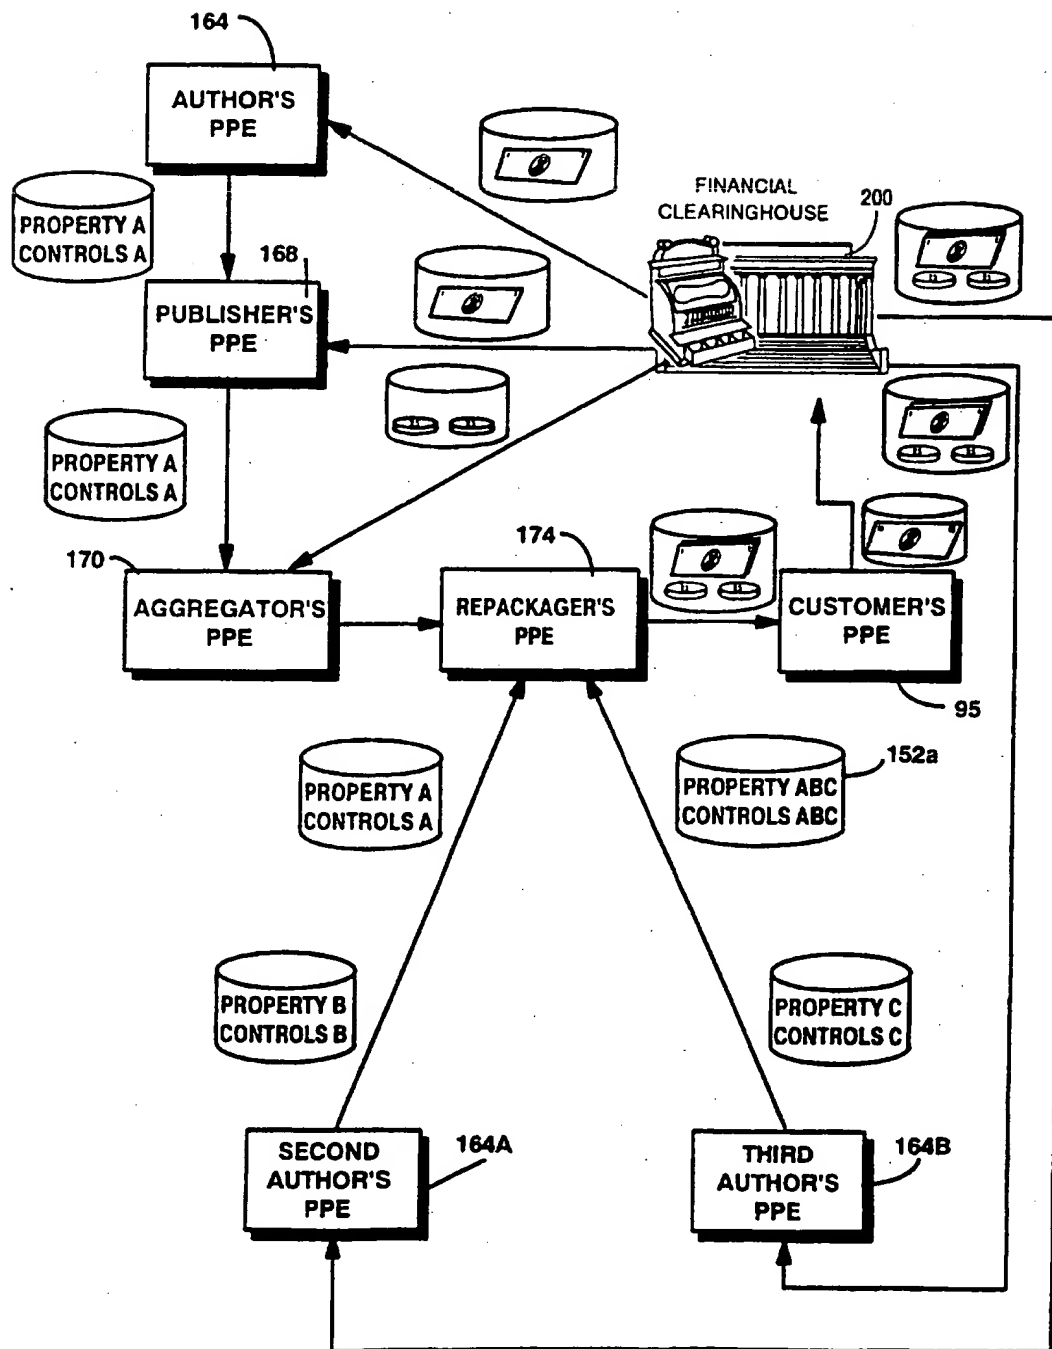 164
AUTHOR'S
PPE
FINANCIAL
CLEARINGHOUSE
200
PROPERTY A
CONTROLS A
168
PUBLISHER'S
PPE
PROPERTY A
CONTROLS A
170
AGGREGATOR'S
PPE
174
REPACKAGER'S
PPE
CUSTOMER'S
PPE
95
PROPERTY A
CONTROLS A
PROPERTY ABC
CONTROLS ABC
152a
PROPERTY B
CONTROLS B
PROPERTY C
CONTROLS C
SECOND
AUTHOR'S
PPE
164A
THIRD
AUTHOR'S
PPE
164B